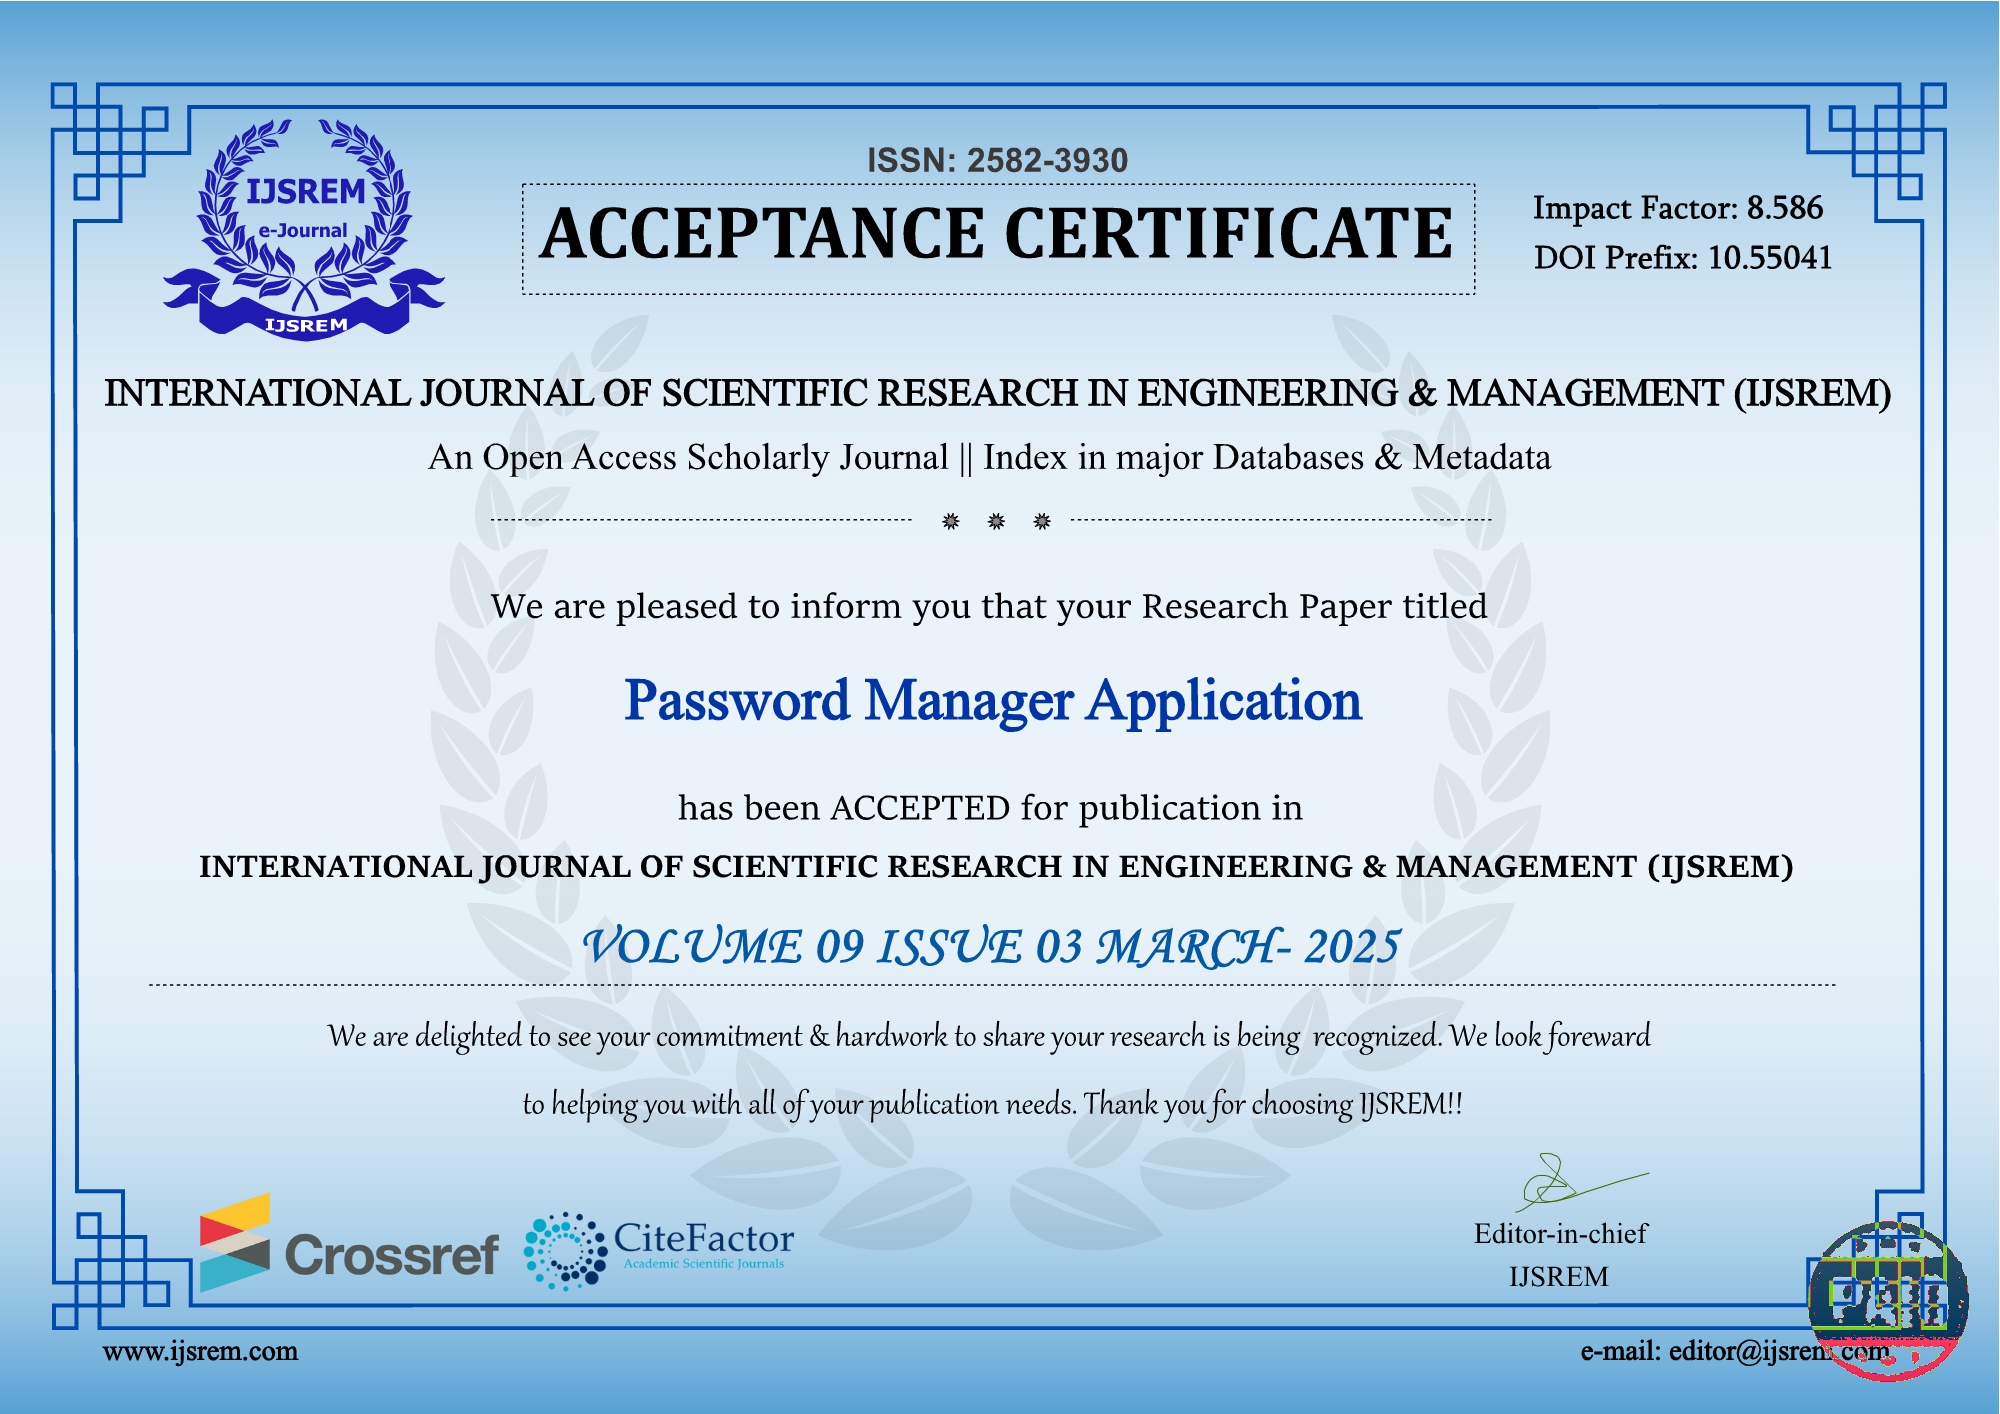 IJSREM
e-Journal
IJSREM
ISSN: 2582-3930
ACCEPTANCE CERTIFICATE
Impact Factor: 8.586
DOI Prefix: 10.55041
INTERNATIONAL JOURNAL OF SCIENTIFIC RESEARCH IN ENGINEERING & MANAGEMENT (IJSREM)
An Open Access Scholarly Journal || Index in major Databases & Metadata
We are pleased to inform you that your Research Paper titled
Password Manager Application
has been ACCEPTED for publication in
INTERNATIONAL JOURNAL OF SCIENTIFIC RESEARCH IN ENGINEERING & MANAGEMENT (IJSREM)
VOLUME 09 ISSUE 03 MARCH- 2025
We are delighted to see your commitment & hardwork to share your research is being recognized. We look foreward
to helping you with all of your publication needs. Thank you for choosing IJSREM!!
Crossref
CiteFactor
Academic Scientific Journals
Editor-in-chief
IJSREM
www.ijsrem.com
e-mail: editor@ijsrem.com